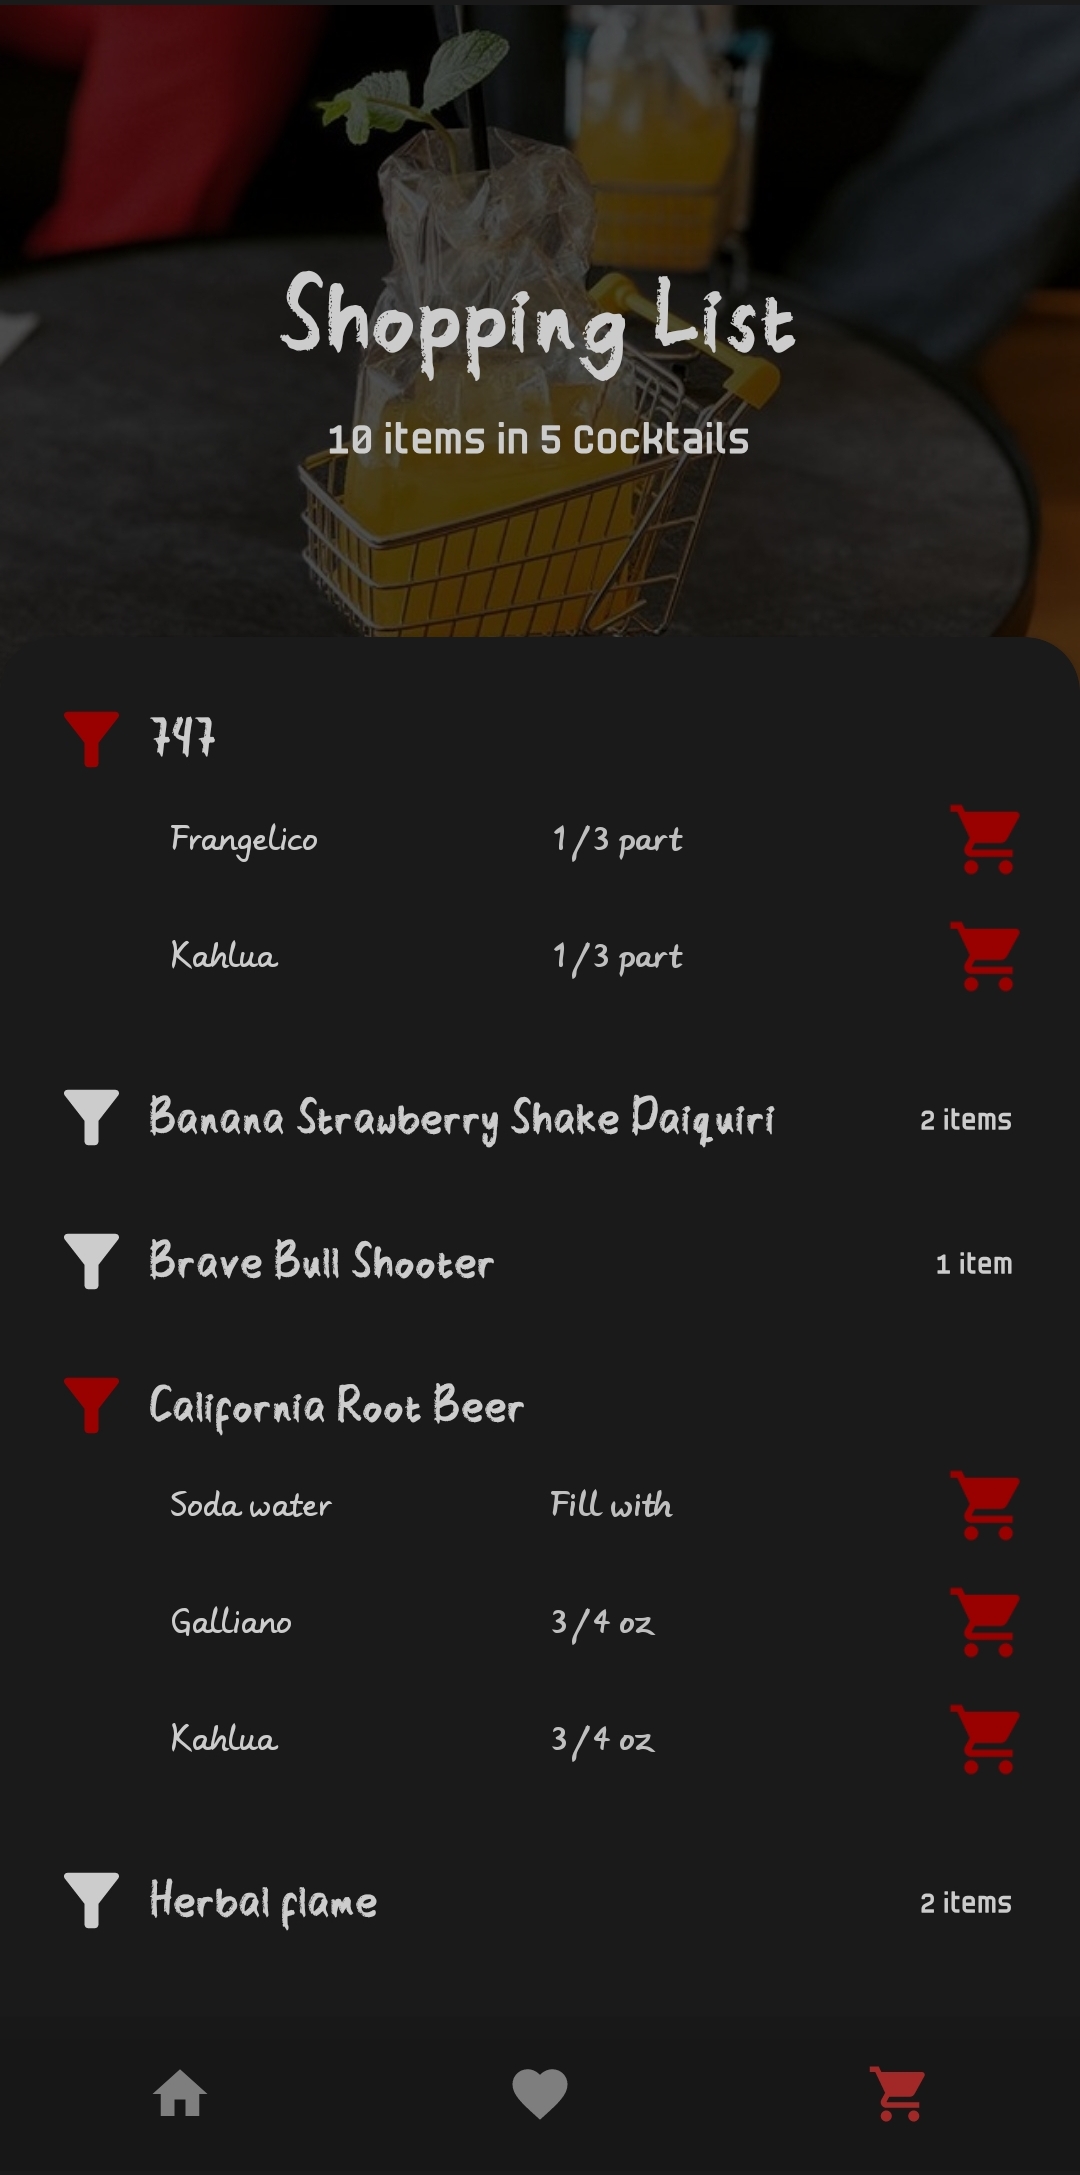 Shopping List
10 items in 5 Cocktails
747
Frangelico 1/3 part
Kahlua 1/3 part
Banana Strawberry Shake Daiquiri 2 items
Brave Bull Shooter 1 item
California Root Beer
Soda water Fill with
Galliano 3/4 oz
Kahlua 3/4 oz
Herbal flame 2 items